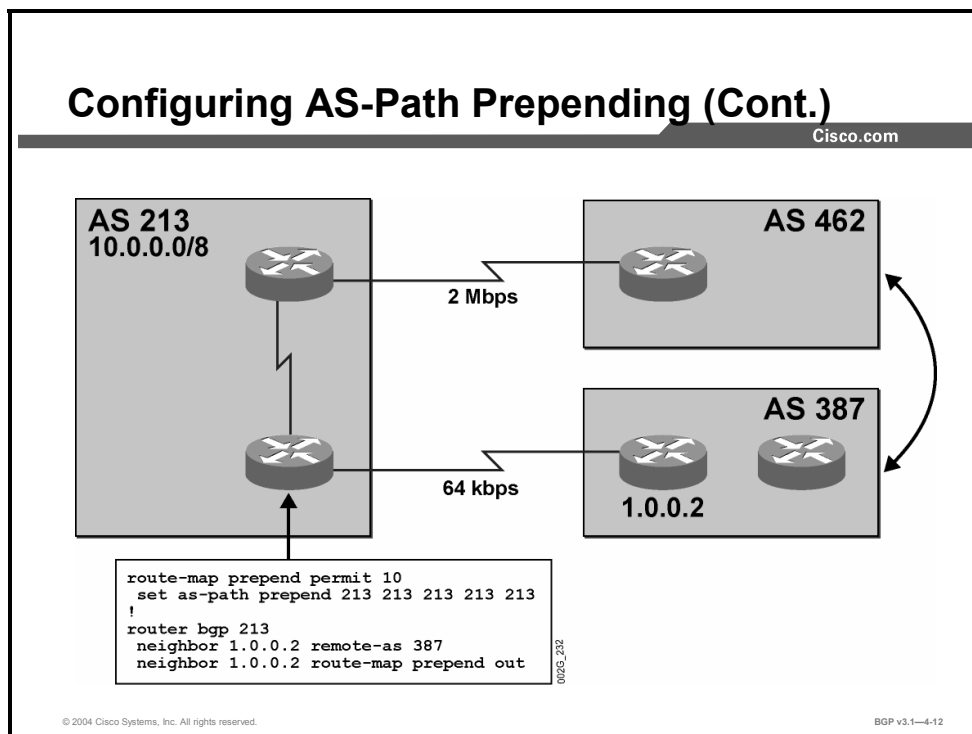 Configuring AS-Path Prepending (Cont.)
Cisco.com
AS 213
10.0.0.0/8
AS 462
2 Mbps
AS 387
64 kbps
1.0.0.2
route-map prepend permit 10
 set as-path prepend 213 213 213 213 213
!
router bgp 213
 neighbor 1.0.0.2 remote-as 387
 neighbor 1.0.0.2 route-map prepend out
002G_232
© 2004 Cisco Systems, Inc. All rights reserved.
BGP v3.1—4-12